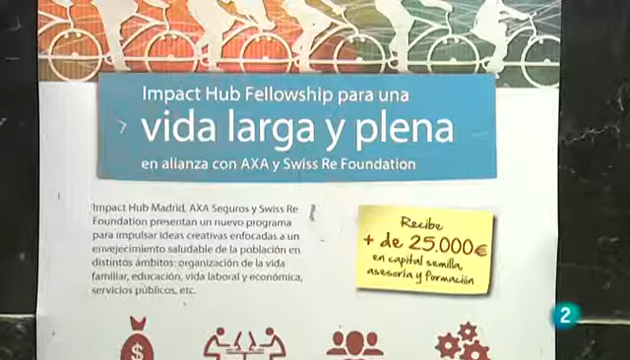 Impact Hub Fellowship para una
vida larga y plena
en alianza con AXA y Swiss Re Foundation
Impact Hub Madrid, AXA Seguros y Swiss Re
Foundation presentan un nuevo programa
para impulsar ideas creativas enfocadas a un
envejecimiento saludable de la población en
distintos ámbitos: organización de la vida
familiar, educación, vida laboral y económica,
servicios públicos, etc.
Recibe
+ de 25.000€
en capital semilla,
asesoría y formación
$
2